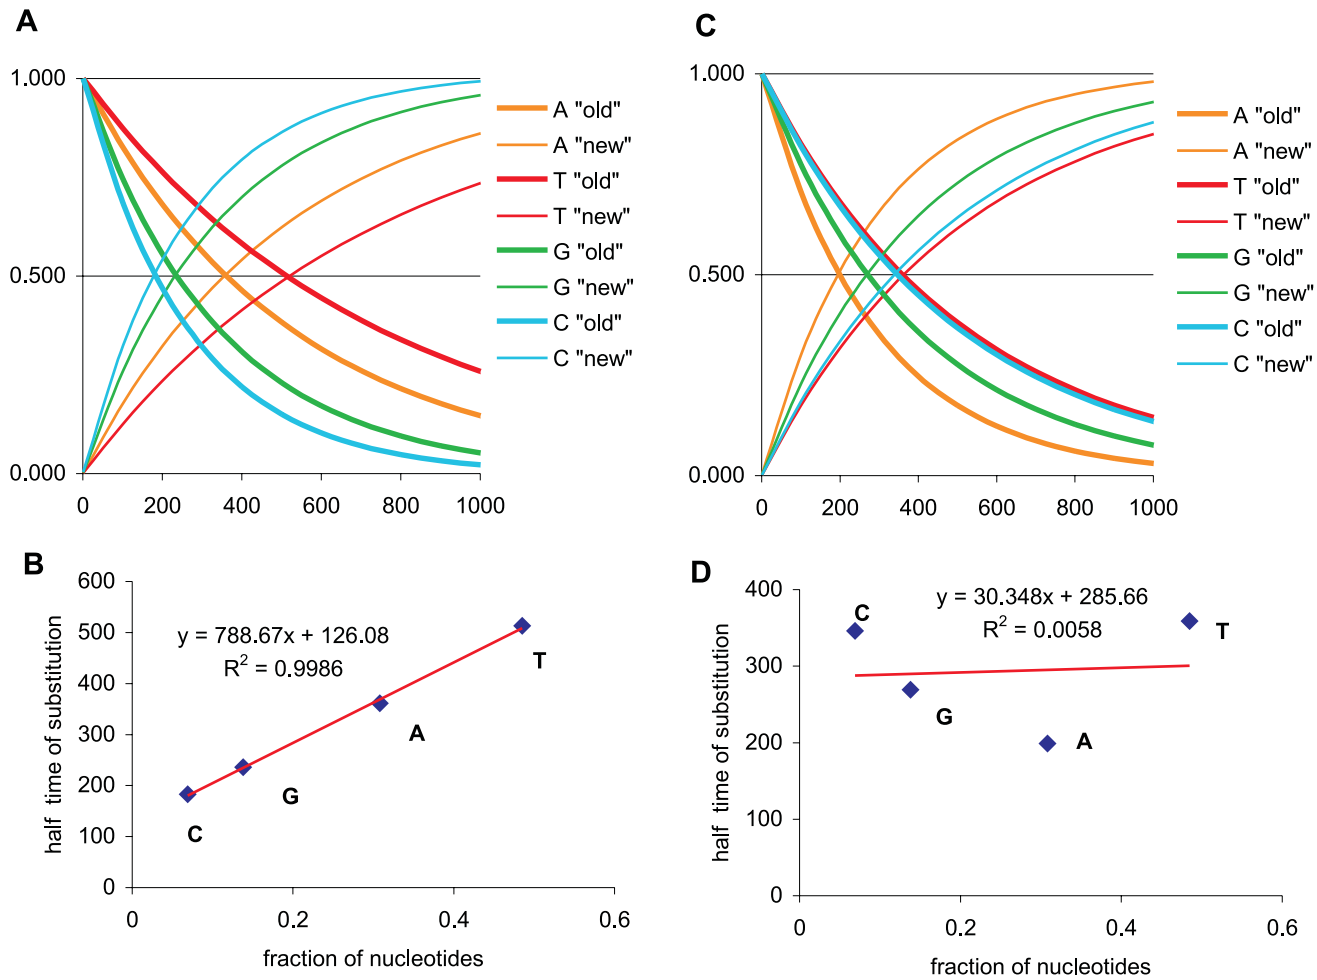 A
1.000
0.500
0.000
0 200 400 600 800 1000
A "old"
A "new"
T "old"
T "new"
G "old"
G "new"
C "old"
C "new"
C
1.000
0.500
0.000
0 200 400 600 800 1000
A "old"
A "new"
T "old"
T "new"
G "old"
G "new"
C "old"
C "new"
B
half time of substitution
600
500
400
300
200
100
0
y = 788.67x + 126.08
R² = 0.9986
T
A
G
C
0 0.2 0.4 0.6
fraction of nucleotides
D
half time of substitution
400
300
200
100
0
y = 30.348x + 285.66
R² = 0.0058
C
T
G
A
0 0.2 0.4 0.6
fraction of nucleotides